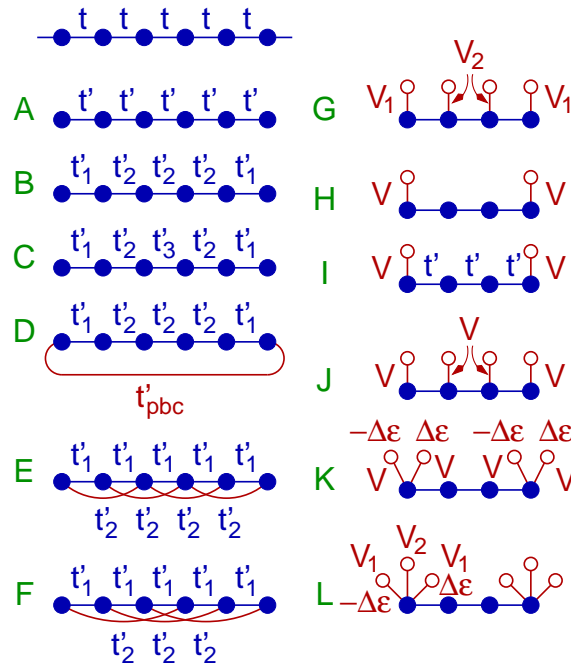 t t t t t
A t' t' t' t' t'
B t'₁ t'₂ t'₂ t'₂ t'₁
C t'₁ t'₂ t'₃ t'₂ t'₁
D t'₁ t'₂ t'₂ t'₂ t'₁
t'pbc
E t'₁ t'₁ t'₁ t'₁ t'₁
t'₂ t'₂ t'₂ t'₂
F t'₁ t'₁ t'₁ t'₁ t'₁
t'₂ t'₂ t'₂
V₂
G V₁ V₁
H V V
I V t' t' t' V
V
J V V
−Δε Δε −Δε Δε
K V V V V
V₂
V₁ V₁
L −Δε Δε